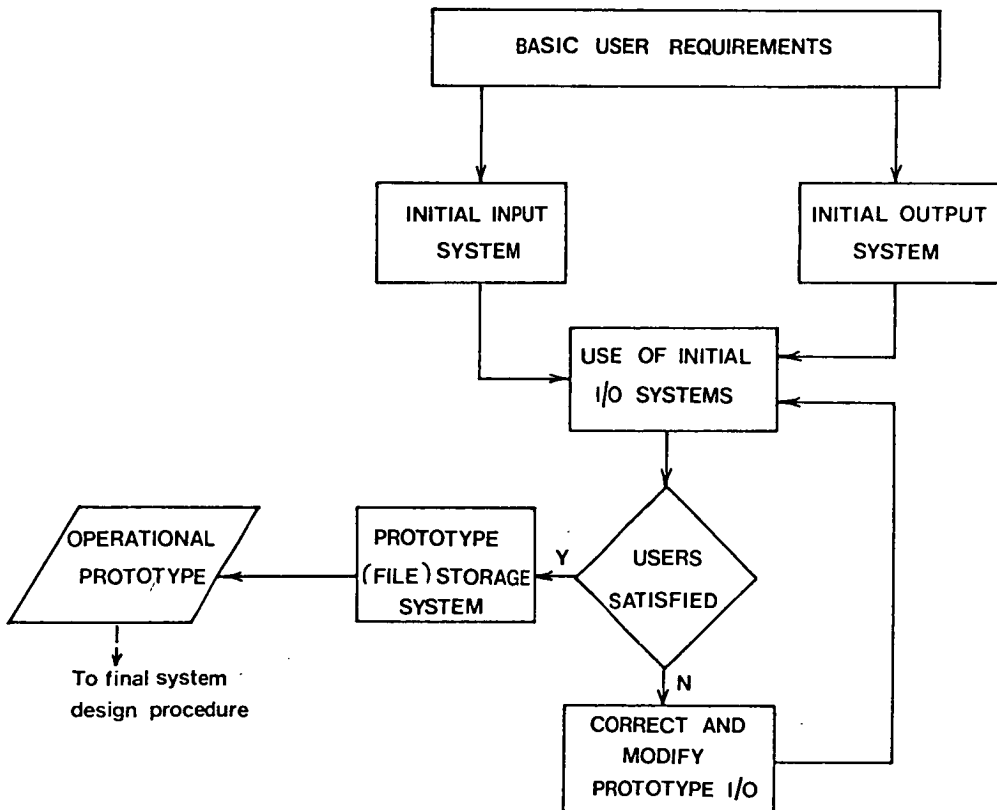 BASIC USER REQUIREMENTS
INITIAL INPUT
SYSTEM
INITIAL OUTPUT
SYSTEM
USE OF INITIAL
I/O SYSTEMS
USERS
SATISFIED
Y
N
PROTOTYPE
(FILE) STORAGE
SYSTEM
OPERATIONAL
PROTOTYPE
To final system
design procedure
CORRECT AND
MODIFY
PROTOTYPE I/O